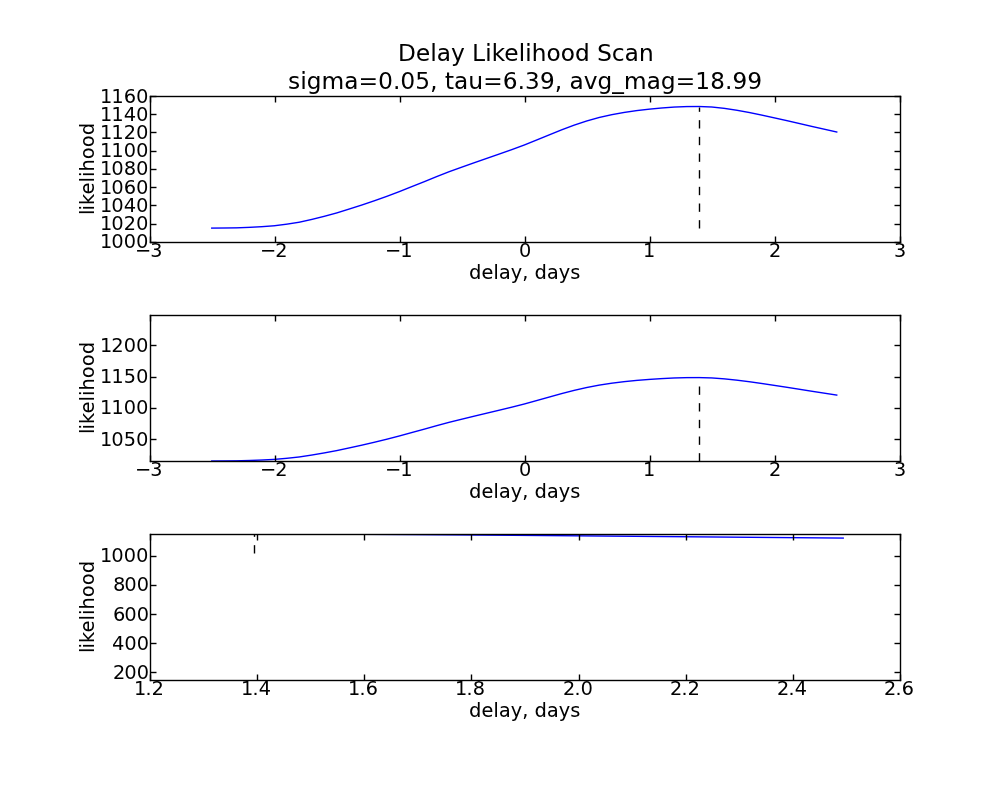 Delay Likelihood Scan
sigma=0.05, tau=6.39, avg_mag=18.99
1160
1140
1120
1100
1080
1060
1040
1020
1000
likelihood
−3 −2 −1 0 1 2 3
delay, days
1200
1150
1100
1050
likelihood
−3 −2 −1 0 1 2 3
delay, days
1000
800
600
400
200
likelihood
1.2 1.4 1.6 1.8 2.0 2.2 2.4 2.6
delay, days